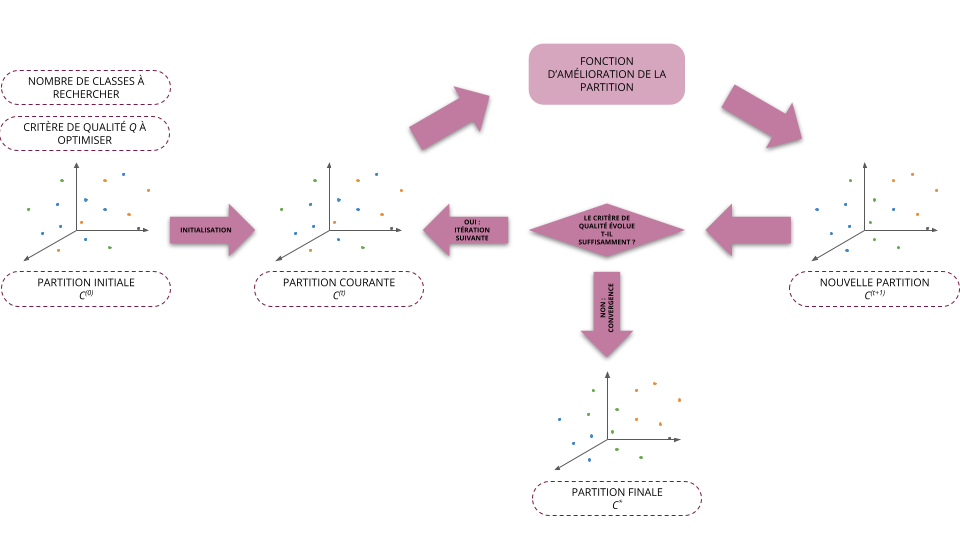 FONCTION
D'AMÉLIORATION DE LA
PARTITION
NOMBRE DE CLASSES À
RECHERCHER
CRITÈRE DE QUALITÉ Q À
OPTIMISER
INITIALISATION
OUI :
ITÉRATION
SUIVANTE
LE CRITÈRE DE
QUALITÉ ÉVOLUE
T-IL
SUFFISAMMENT ?
PARTITION INITIALE
C(0)
PARTITION COURANTE
C(t)
NON :
CONVERGENCE
NOUVELLE PARTITION
C(t+1)
PARTITION FINALE
C*